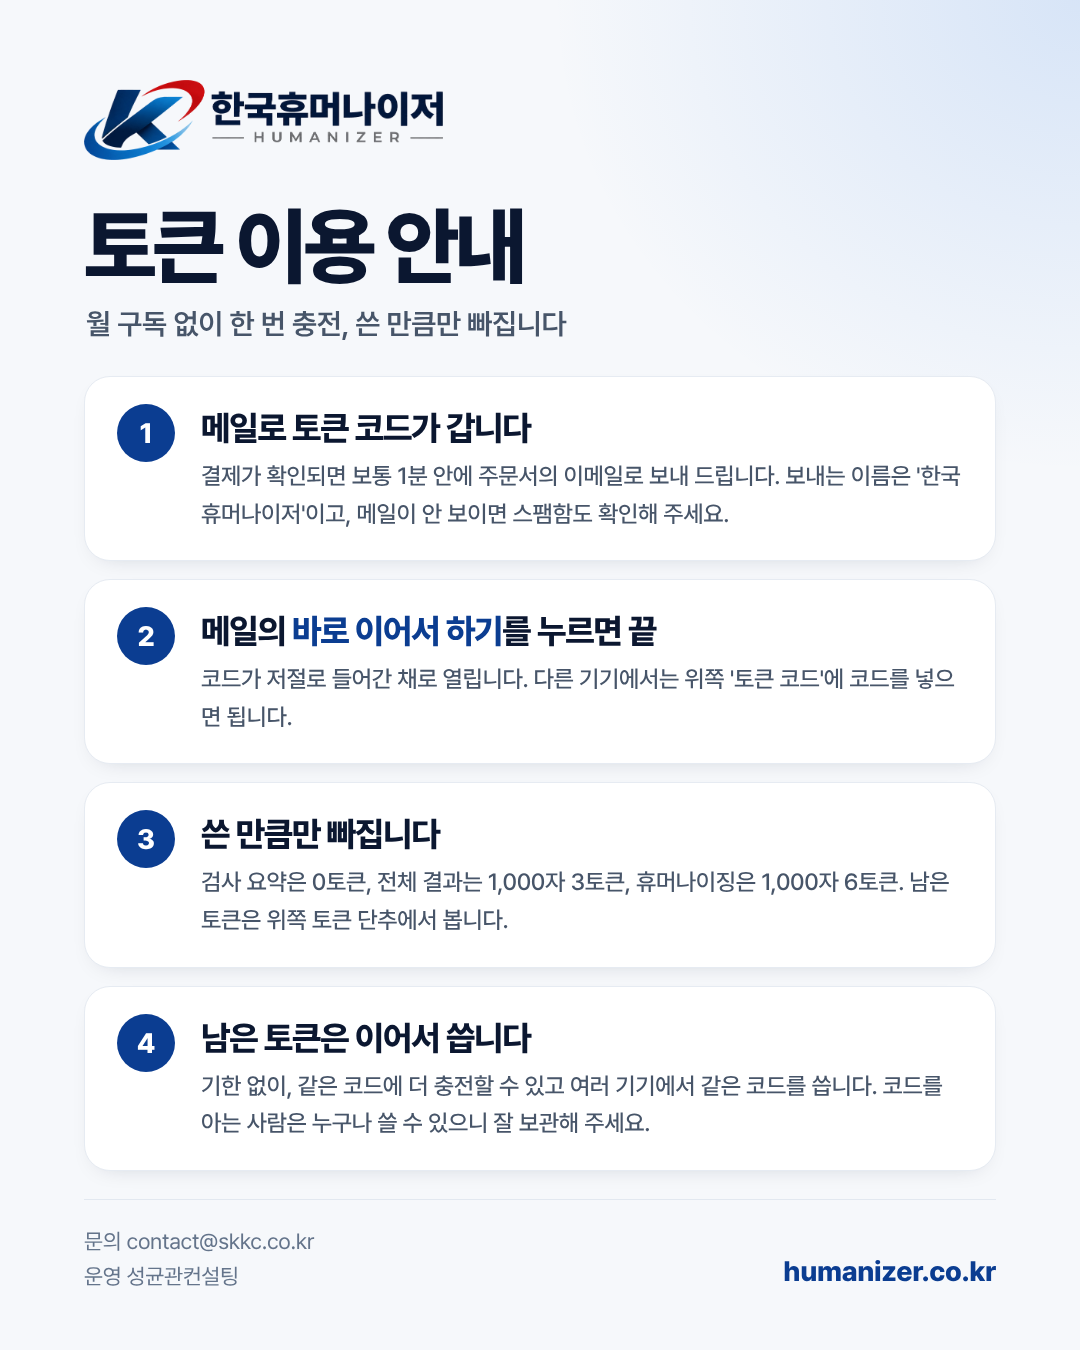 한국휴머나이저
HUMANIZER
토큰 이용 안내
월 구독 없이 한 번 충전, 쓴 만큼만 빠집니다
1
메일로 토큰 코드가 갑니다
결제가 확인되면 보통 1분 안에 주문서의 이메일로 보내 드립니다. 보내는 이름은 '한국
휴머나이저'이고, 메일이 안 보이면 스팸함도 확인해 주세요.
2
메일의 바로 이어서 하기를 누르면 끝
코드가 저절로 들어간 채로 열립니다. 다른 기기에서는 위쪽 '토큰 코드'에 코드를 넣으
면 됩니다.
3
쓴 만큼만 빠집니다
검사 요약은 0토큰, 전체 결과는 1,000자 3토큰, 휴머나이징은 1,000자 6토큰. 남은
토큰은 위쪽 토큰 단추에서 봅니다.
4
남은 토큰은 이어서 씁니다
기한 없이, 같은 코드에 더 충전할 수 있고 여러 기기에서 같은 코드를 씁니다. 코드를
아는 사람은 누구나 쓸 수 있으니 잘 보관해 주세요.
문의 contact@skkc.co.kr
운영 성균관컨설팅
humanizer.co.kr